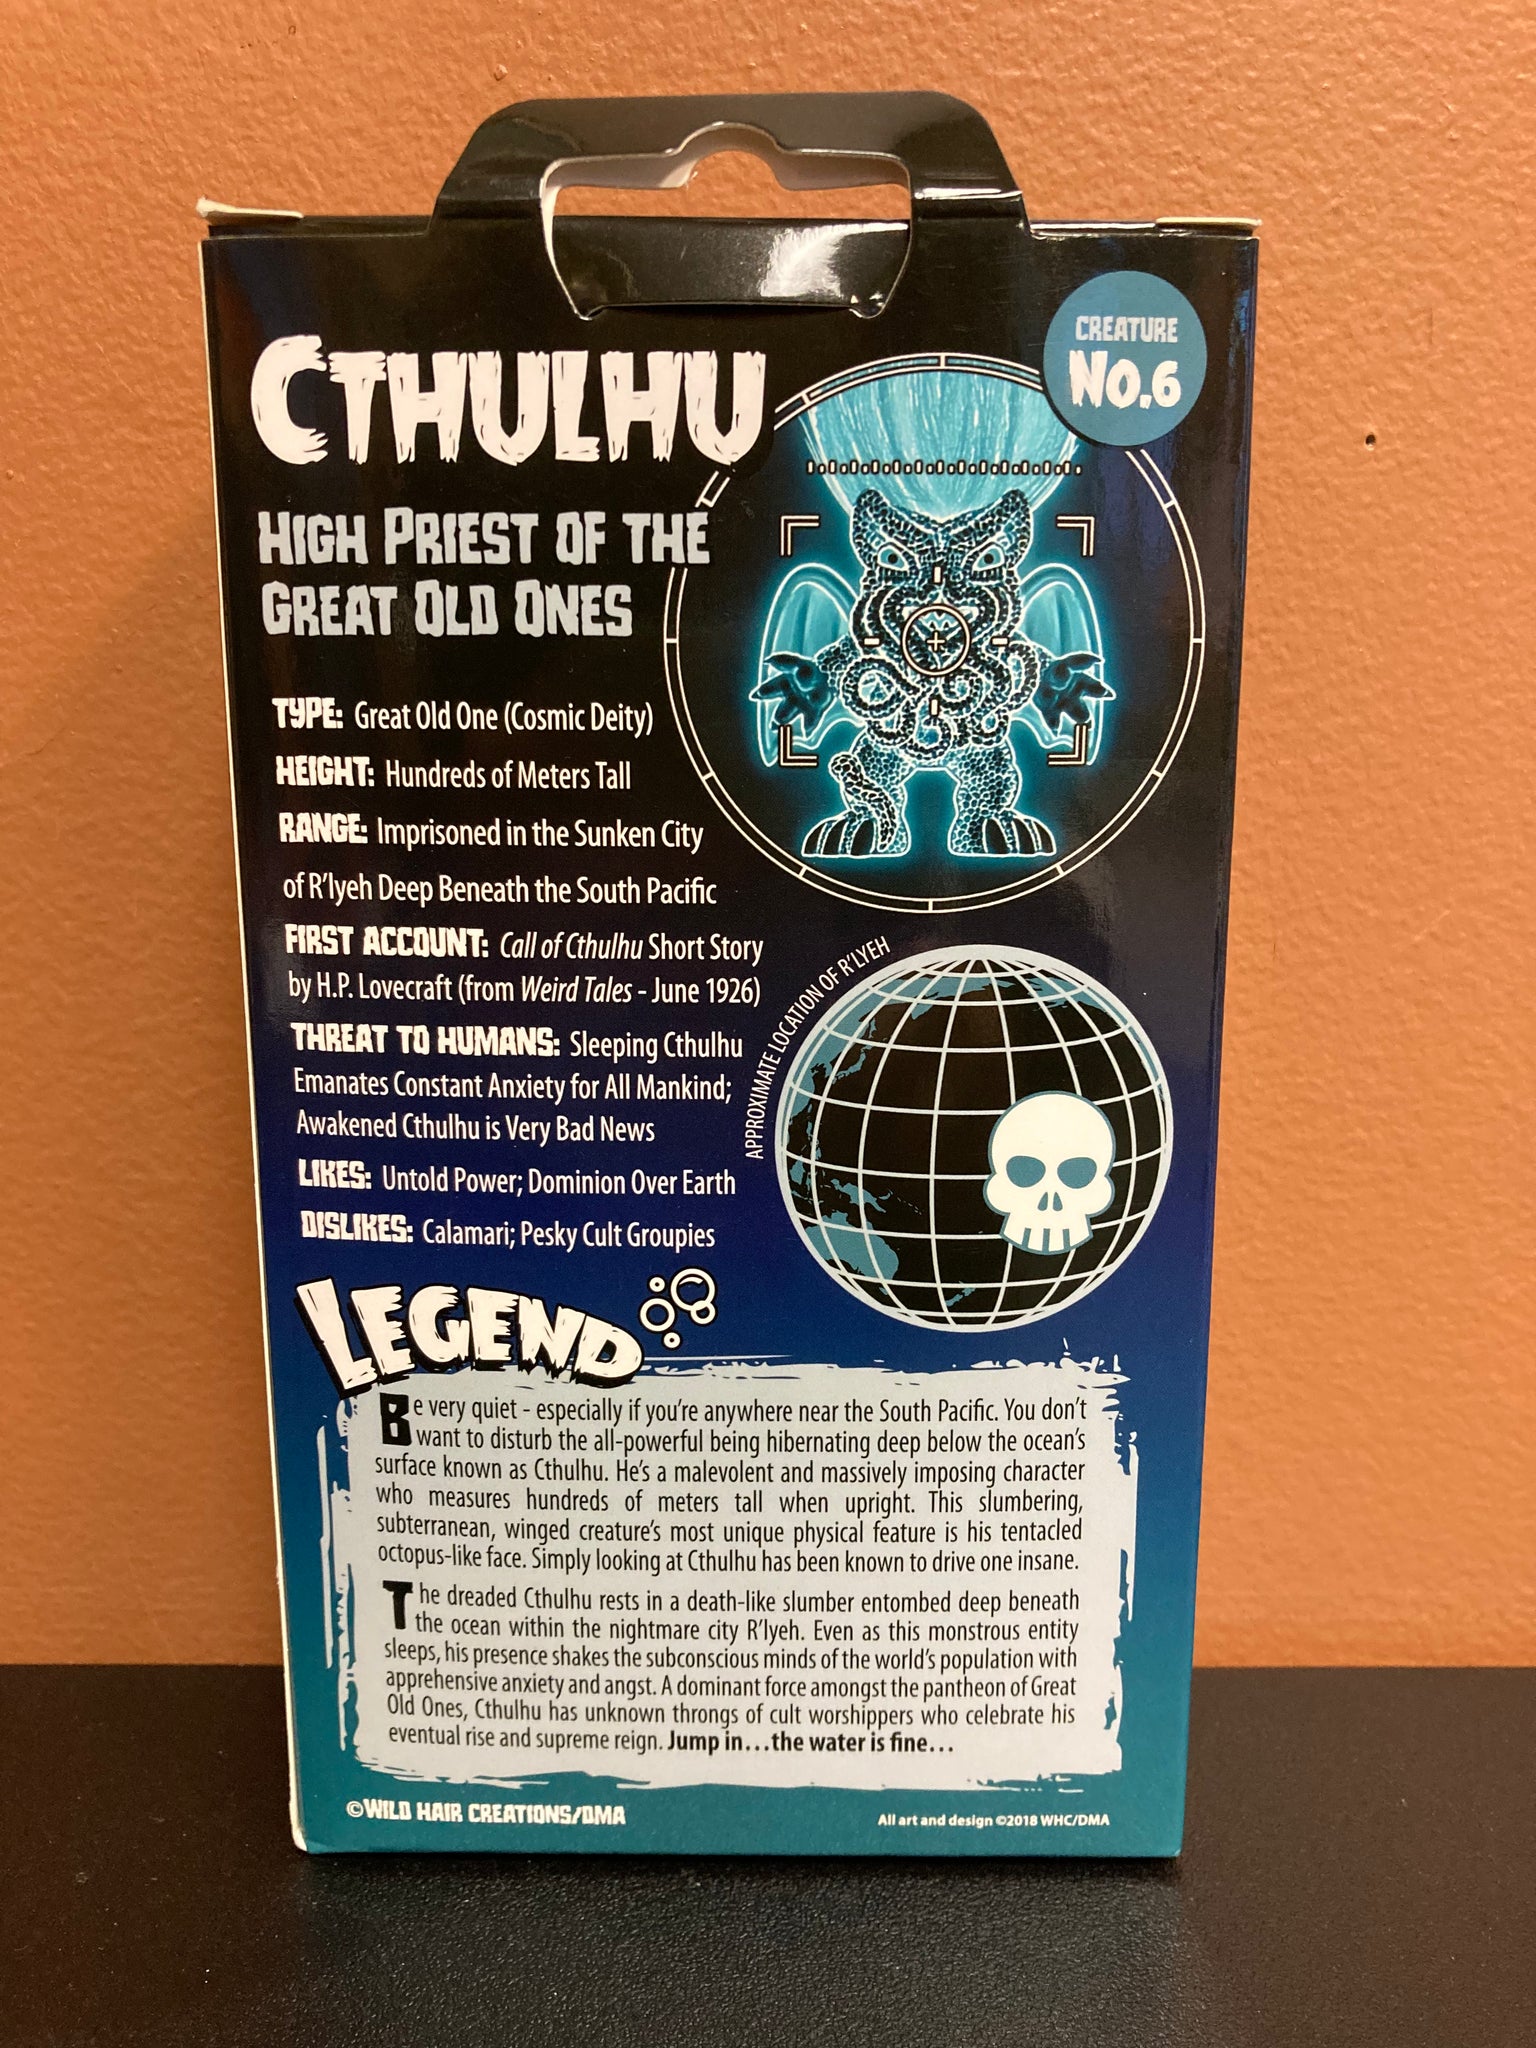 CREATURE
No.6
CTHULHU
HIGH PRIEST OF THE
GREAT OLD ONES
TYPE: Great Old One (Cosmic Deity)
HEIGHT: Hundreds of Meters Tall
RANGE: Imprisoned in the Sunken City
of R'lyeh Deep Beneath the South Pacific
FIRST ACCOUNT: Call of Cthulhu Short Story
by H.P. Lovecraft (from Weird Tales - June 1926)
THREAT TO HUMANS: Sleeping Cthulhu
Emanates Constant Anxiety for All Mankind;
Awakened Cthulhu is Very Bad News
LIKES: Untold Power; Dominion Over Earth
DISLIKES: Calamari; Pesky Cult Groupies
APPROXIMATE LOCATION OF R'LYEH
LEGEND
Be very quiet - especially if you're anywhere near the South Pacific. You don't
want to disturb the all-powerful being hibernating deep below the ocean's
surface known as Cthulhu. He's a malevolent and massively imposing character
who measures hundreds of meters tall when upright. This slumbering,
subterranean, winged creature's most unique physical feature is his tentacled
octopus-like face. Simply looking at Cthulhu has been known to drive one insane.
The dreaded Cthulhu rests in a death-like slumber entombed deep beneath
the ocean within the nightmare city R'lyeh. Even as this monstrous entity
sleeps, his presence shakes the subconscious minds of the world's population with
apprehensive anxiety and angst. A dominant force amongst the pantheon of Great
Old Ones, Cthulhu has unknown throngs of cult worshippers who celebrate his
eventual rise and supreme reign. Jump in...the water is fine...
©WILD HAIR CREATIONS/DMA
All art and design ©2018 WHC/DMA